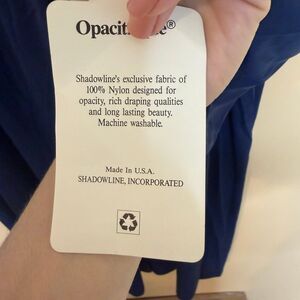 Shadowline's exclusive fabric of
100% Nylon designed for
opacity, rich draping qualities
and long lasting beauty.
Machine washable.
Made In U.S.A.
SHADOWLINE, INCORPORATED